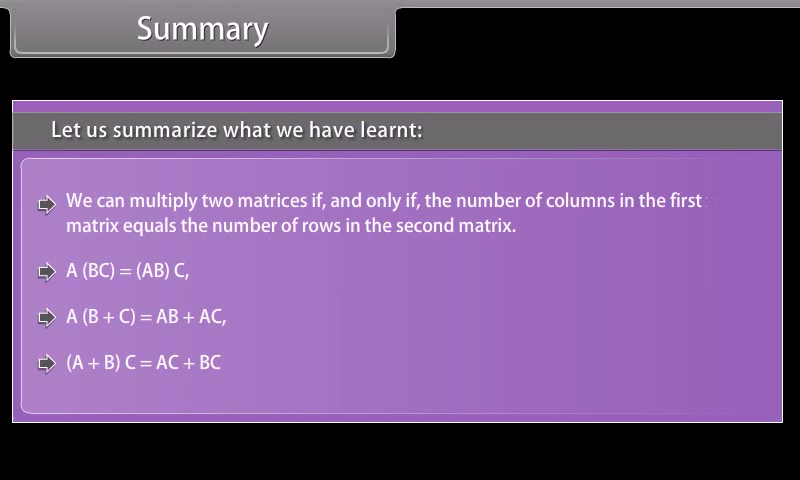 Summary
Let us summarize what we have learnt:
We can multiply two matrices if, and only if, the number of columns in the first
matrix equals the number of rows in the second matrix.
A (BC) = (AB) C,
A (B + C) = AB + AC,
(A + B) C = AC + BC